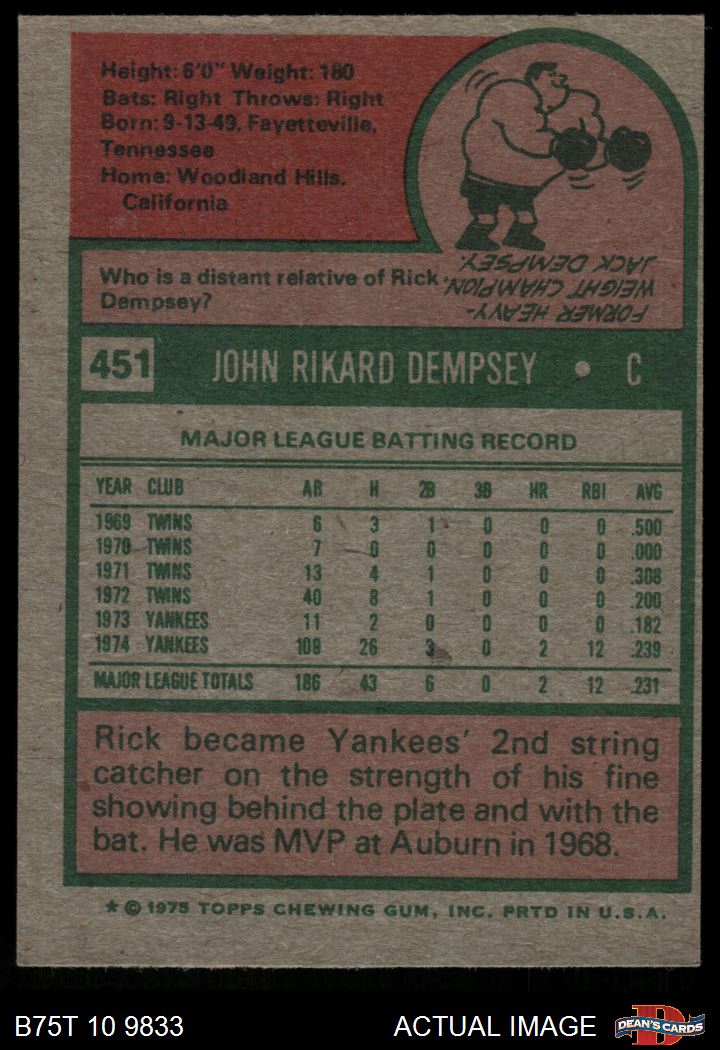 Height: 6'0" Weight: 180
Bats: Right Throws: Right
Born: 9-13-49, Fayetteville,
Tennessee
Home: Woodland Hills,
California
Who is a distant relative of Rick
Dempsey?
FORMER HEAVY-
WEIGHT CHAMPION,
JACK DEMPSEY.
451 JOHN RIKARD DEMPSEY • C
MAJOR LEAGUE BATTING RECORD
YEAR CLUB AB H 2B 3B HR RBI AVG
1969 TWINS 6 3 1 0 0 0 .500
1970 TWINS 7 0 0 0 0 0 .000
1971 TWINS 13 4 1 0 0 0 .308
1972 TWINS 40 8 1 0 0 0 .200
1973 YANKEES 11 2 0 0 0 0 .182
1974 YANKEES 109 26 3 0 2 12 .239
MAJOR LEAGUE TOTALS 186 43 6 0 2 12 .231
Rick became Yankees' 2nd string
catcher on the strength of his fine
showing behind the plate and with the
bat. He was MVP at Auburn in 1968.
* © 1975 TOPPS CHEWING GUM, INC. PRTD IN U.S.A.
B75T 10 9833 ACTUAL IMAGE D DEAN'S CARDS